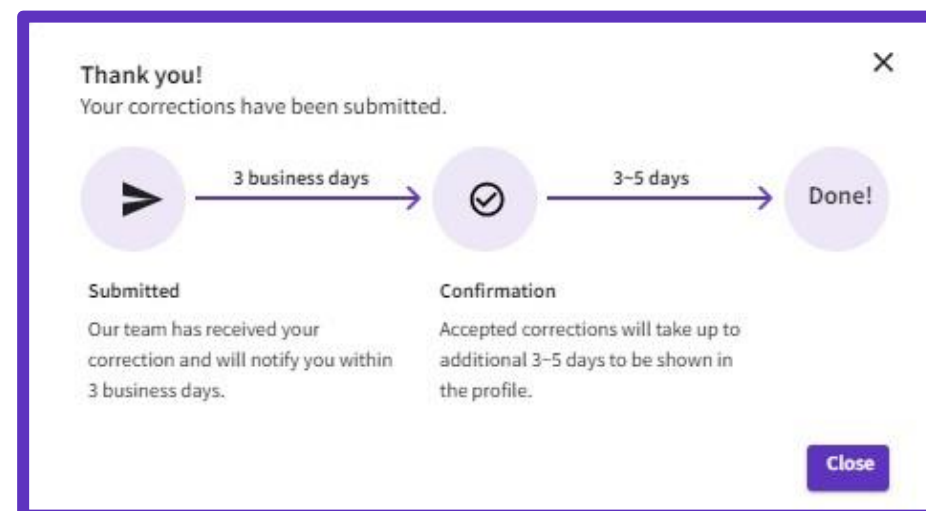 Thank you!
Your corrections have been submitted.
3 business days
3–5 days
Done!
Submitted
Our team has received your
correction and will notify you within
3 business days.
Confirmation
Accepted corrections will take up to
additional 3–5 days to be shown in
the profile.
Close